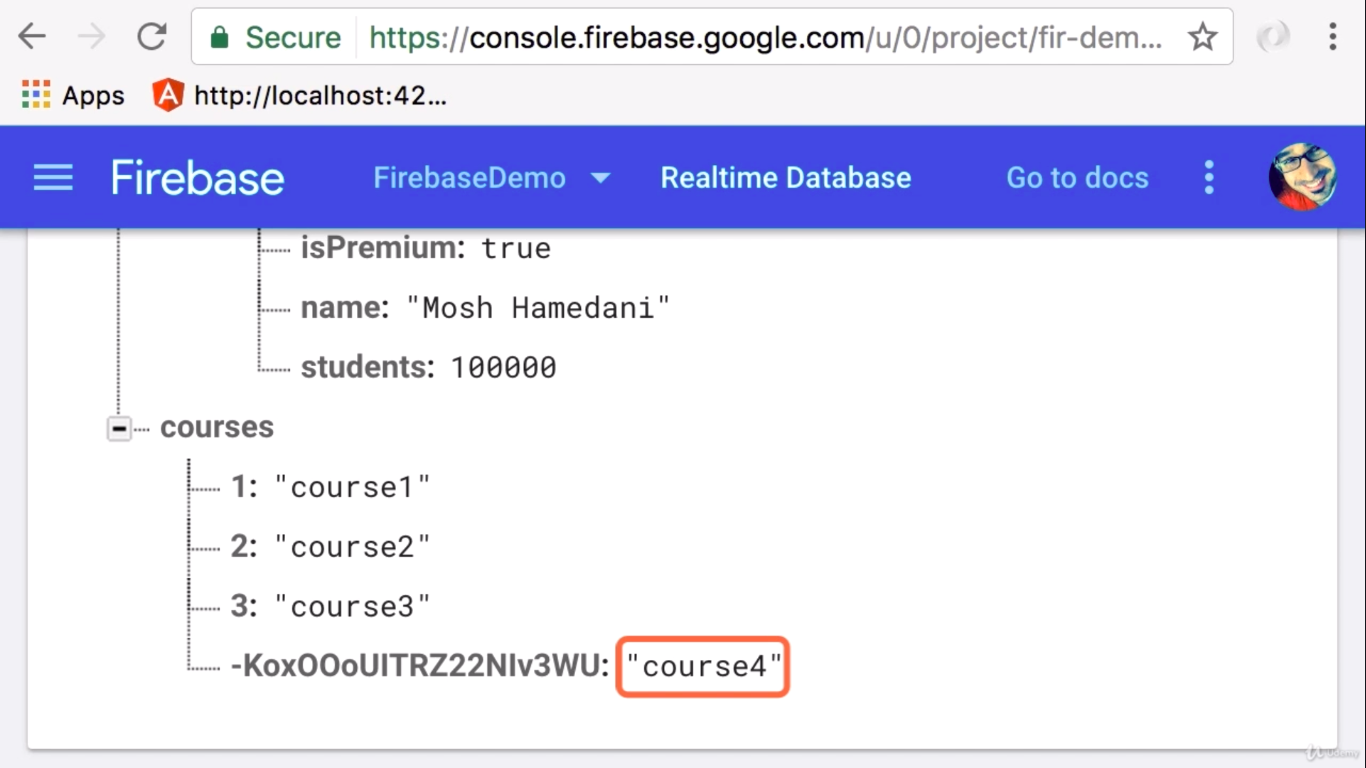 Secure https://console.firebase.google.com/u/0/project/fir-dem...
Apps http://localhost:42...
Firebase FirebaseDemo Realtime Database Go to docs
isPremium: true
name: "Mosh Hamedani"
students: 100000
courses
1: "course1"
2: "course2"
3: "course3"
-KoxOOoUITRZ22NIv3WU: "course4"
Udemy